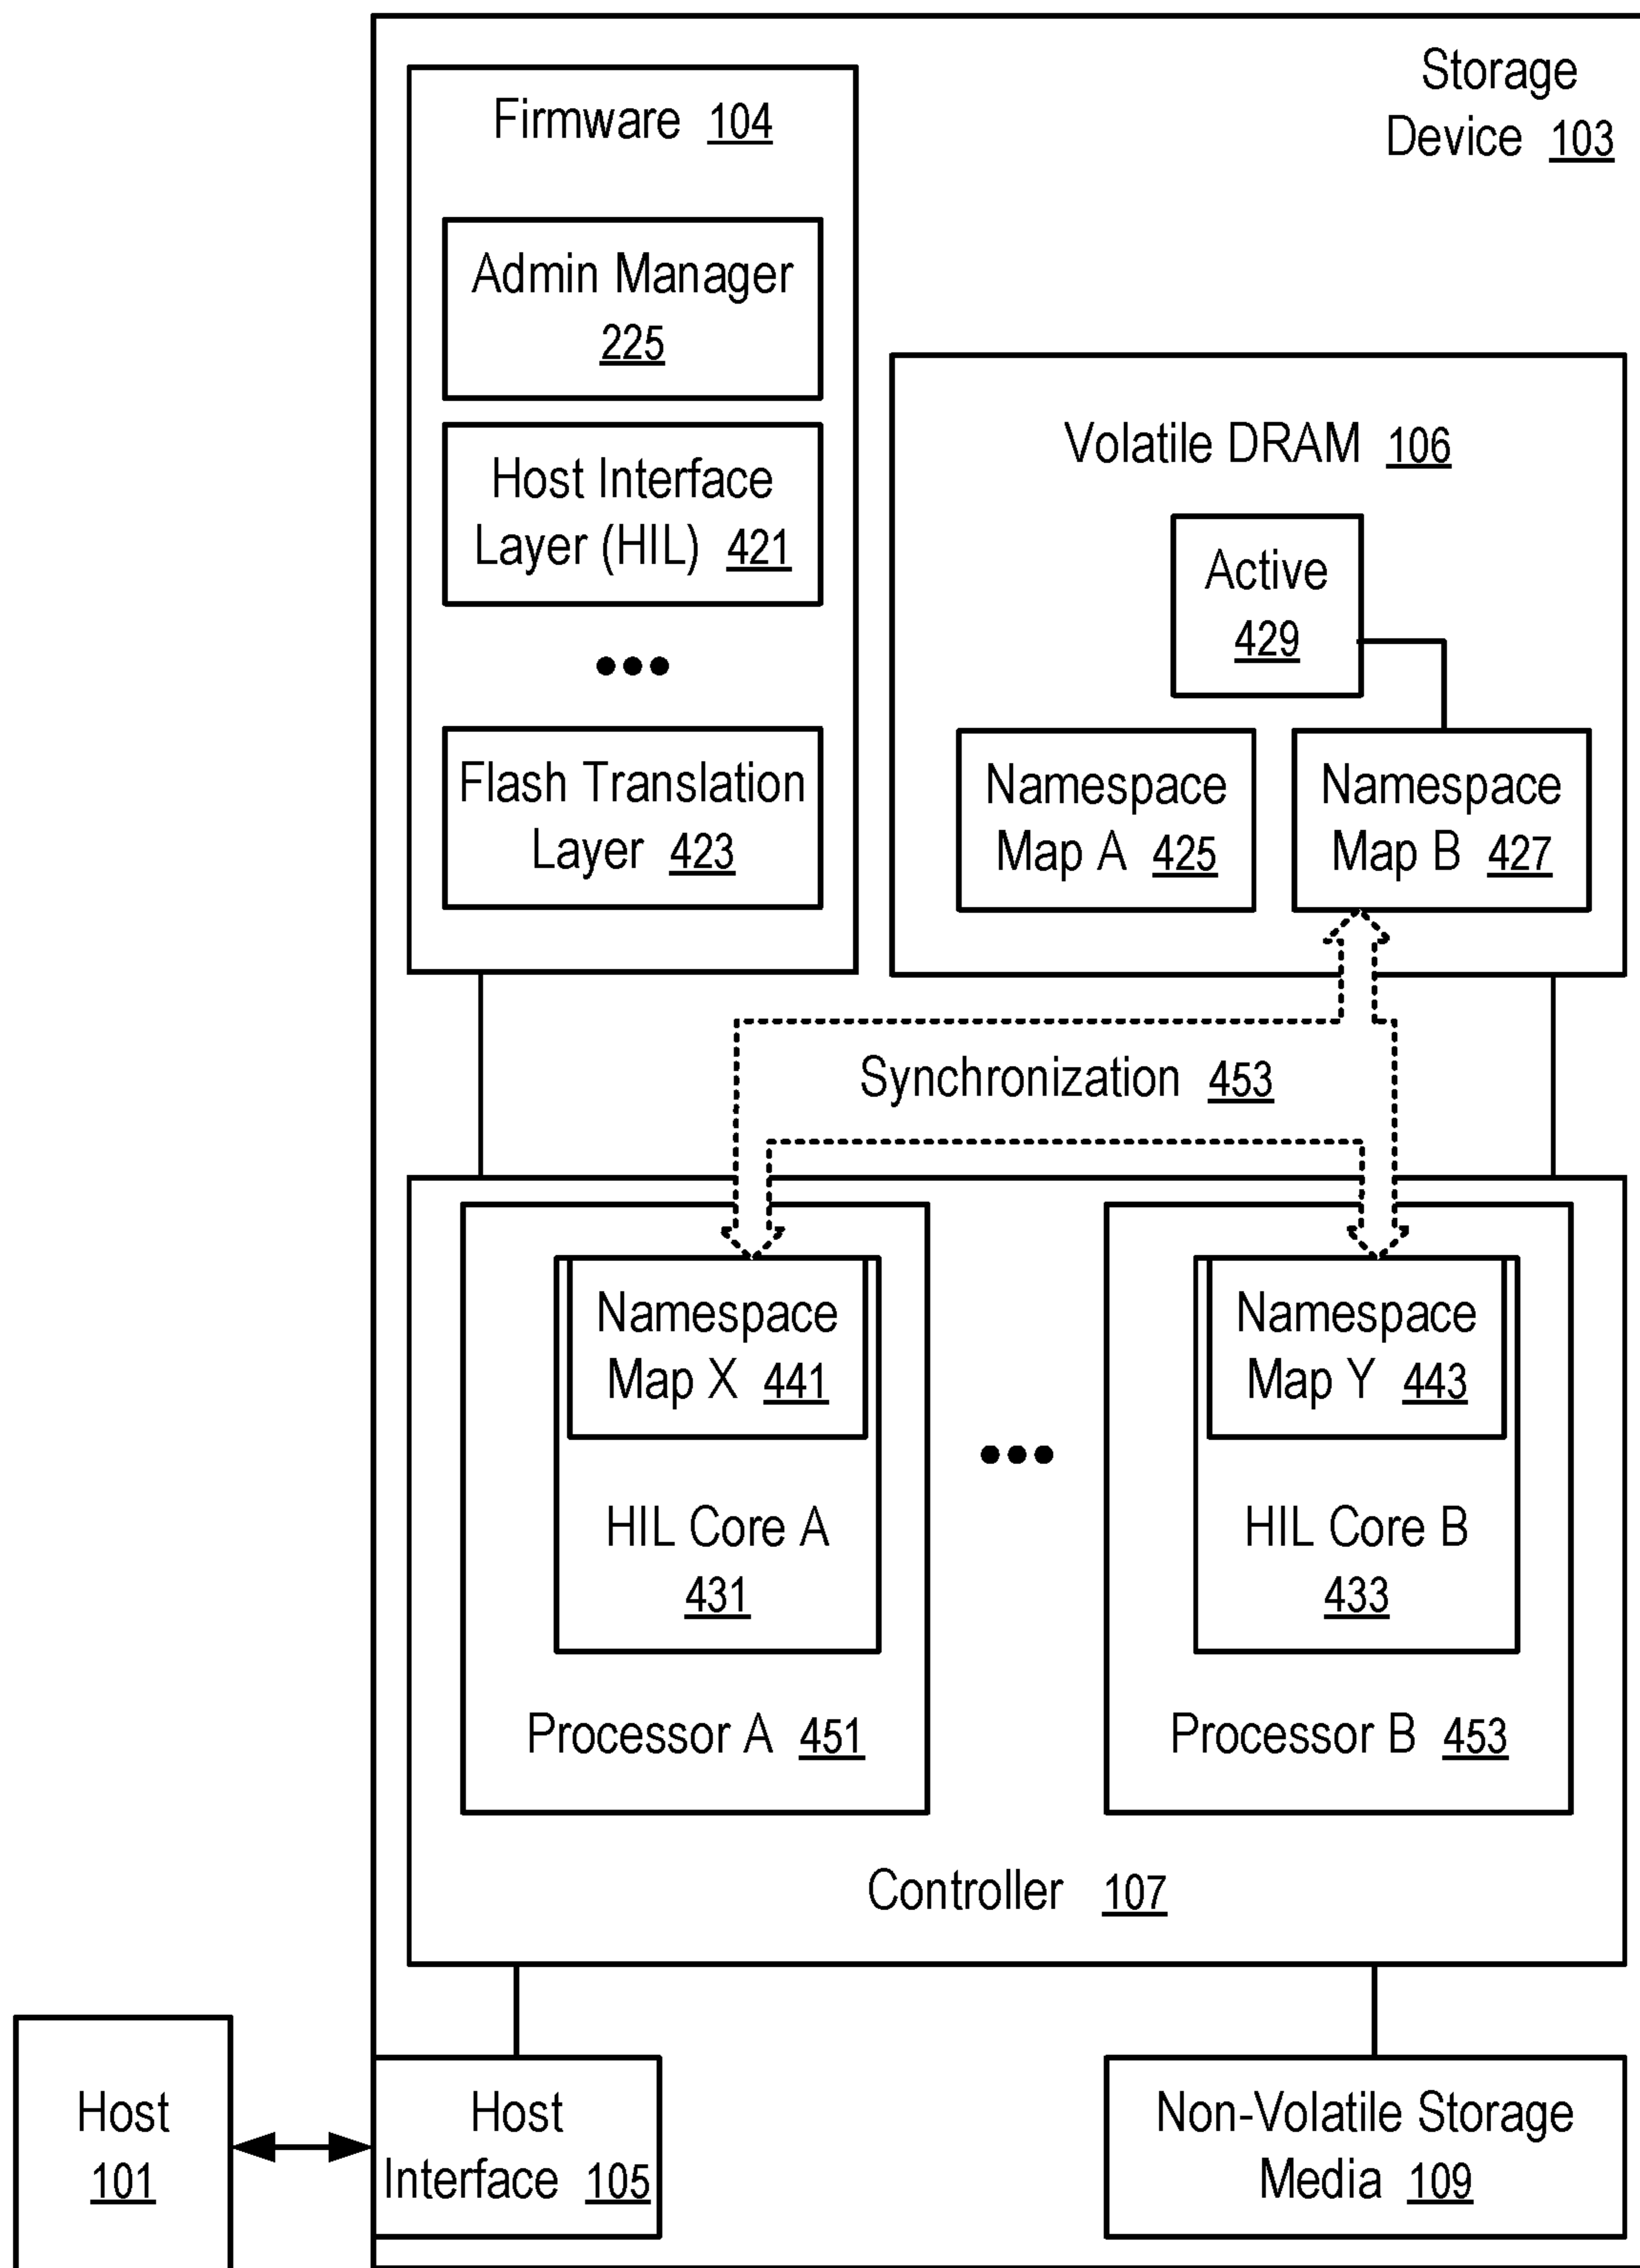 Storage
Device 103
Firmware 104
Admin Manager
225
Host Interface
Layer (HIL) 421
Flash Translation
Layer 423
Volatile DRAM 106
Active
429
Namespace
Map A 425
Namespace
Map B 427
Synchronization 453
Namespace
Map X 441
HIL Core A
431
Processor A 451
Namespace
Map Y 443
HIL Core B
433
Processor B 453
Controller 107
Host
101
Host
Interface 105
Non-Volatile Storage
Media 109